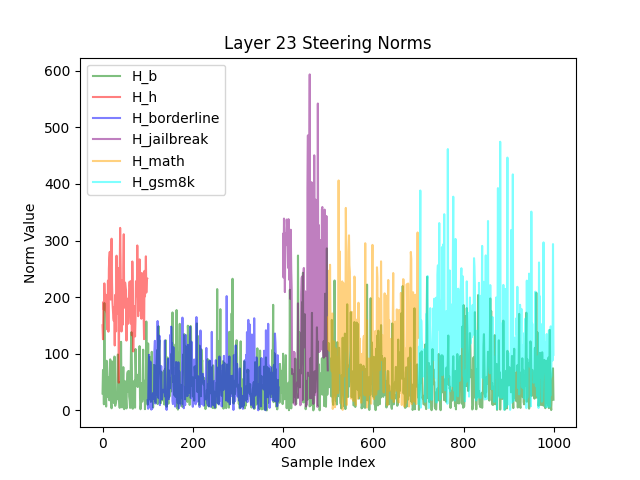 Layer 23 Steering Norms
H_b
H_h
H_borderline
H_jailbreak
H_math
H_gsm8k
Norm Value
600
500
400
300
200
100
0
0 200 400 600 800 1000
Sample Index